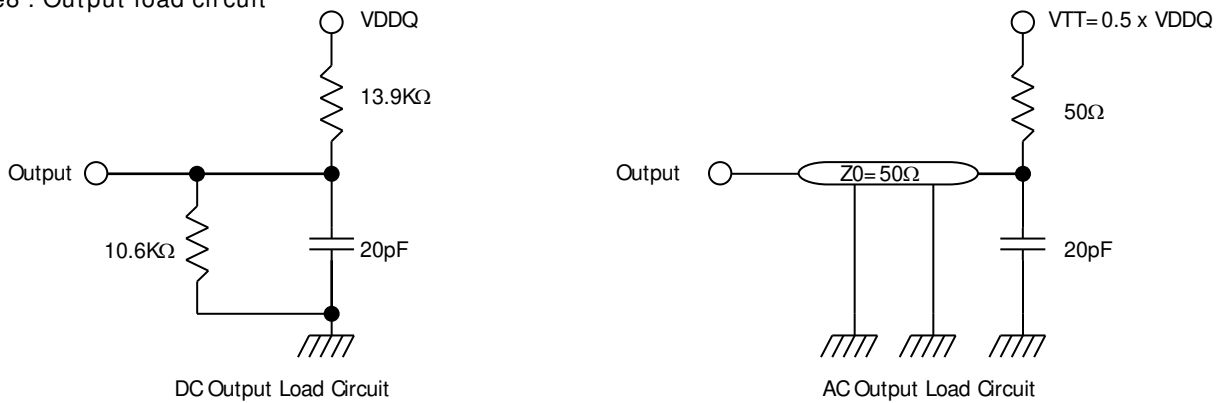 : Output load circuit
VDDQ
13.9KΩ
Output
10.6KΩ
20pF
DC Output Load Circuit
VTT=0.5 x VDDQ
50Ω
Output
Z0=50Ω
20pF
AC Output Load Circuit